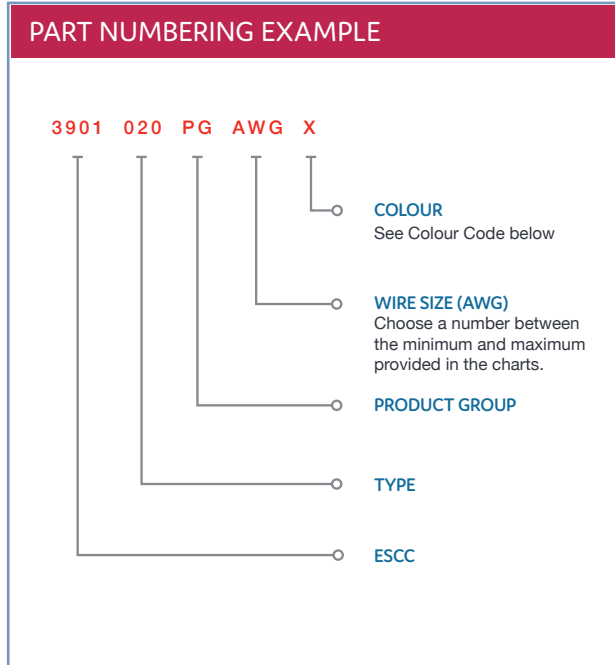 PART NUMBERING EXAMPLE
3901 020 PG AWG X
COLOUR
See Colour Code below
WIRE SIZE (AWG)
Choose a number between
the minimum and maximum
provided in the charts.
PRODUCT GROUP
TYPE
ESCC